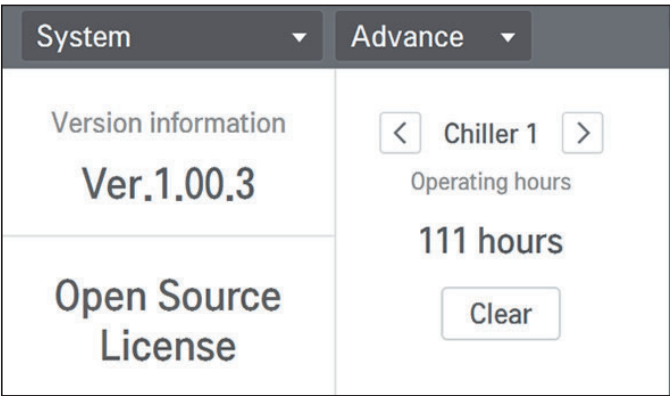 System
Advance
Version information
Ver.1.00.3
Open Source
License
Chiller 1
Operating hours
111 hours
Clear